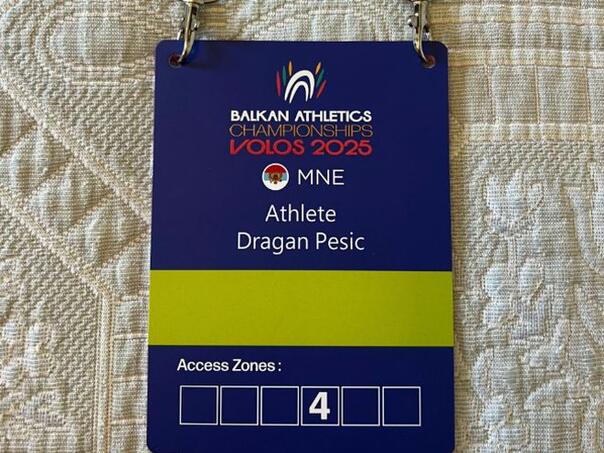 BALKAN ATHLETICS
CHAMPIONSHIPS
VOLOS 2025
MNE
Athlete
Dragan Pesic
Access Zones :
4